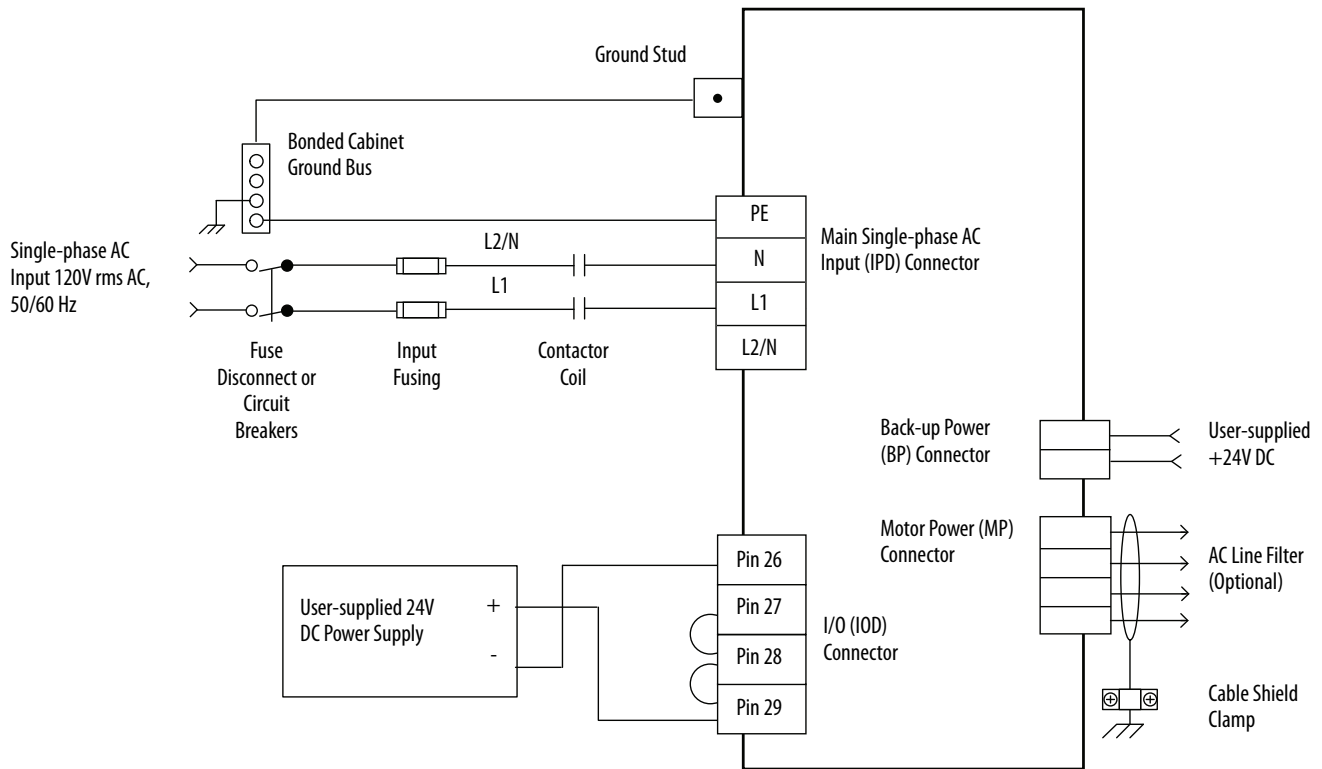 Ground Stud
Bonded Cabinet
Ground Bus
Single-phase AC
Input 120V rms AC,
50/60 Hz
L2/N
L1
Fuse
Disconnect or
Circuit
Breakers
Input
Fusing
Contactor
Coil
PE
N
L1
L2/N
Main Single-phase AC
Input (IPD) Connector
Back-up Power
(BP) Connector
User-supplied
+24V DC
Motor Power (MP)
Connector
AC Line Filter
(Optional)
Cable Shield
Clamp
User-supplied 24V
DC Power Supply
+
-
Pin 26
Pin 27
Pin 28
Pin 29
I/O (IOD)
Connector